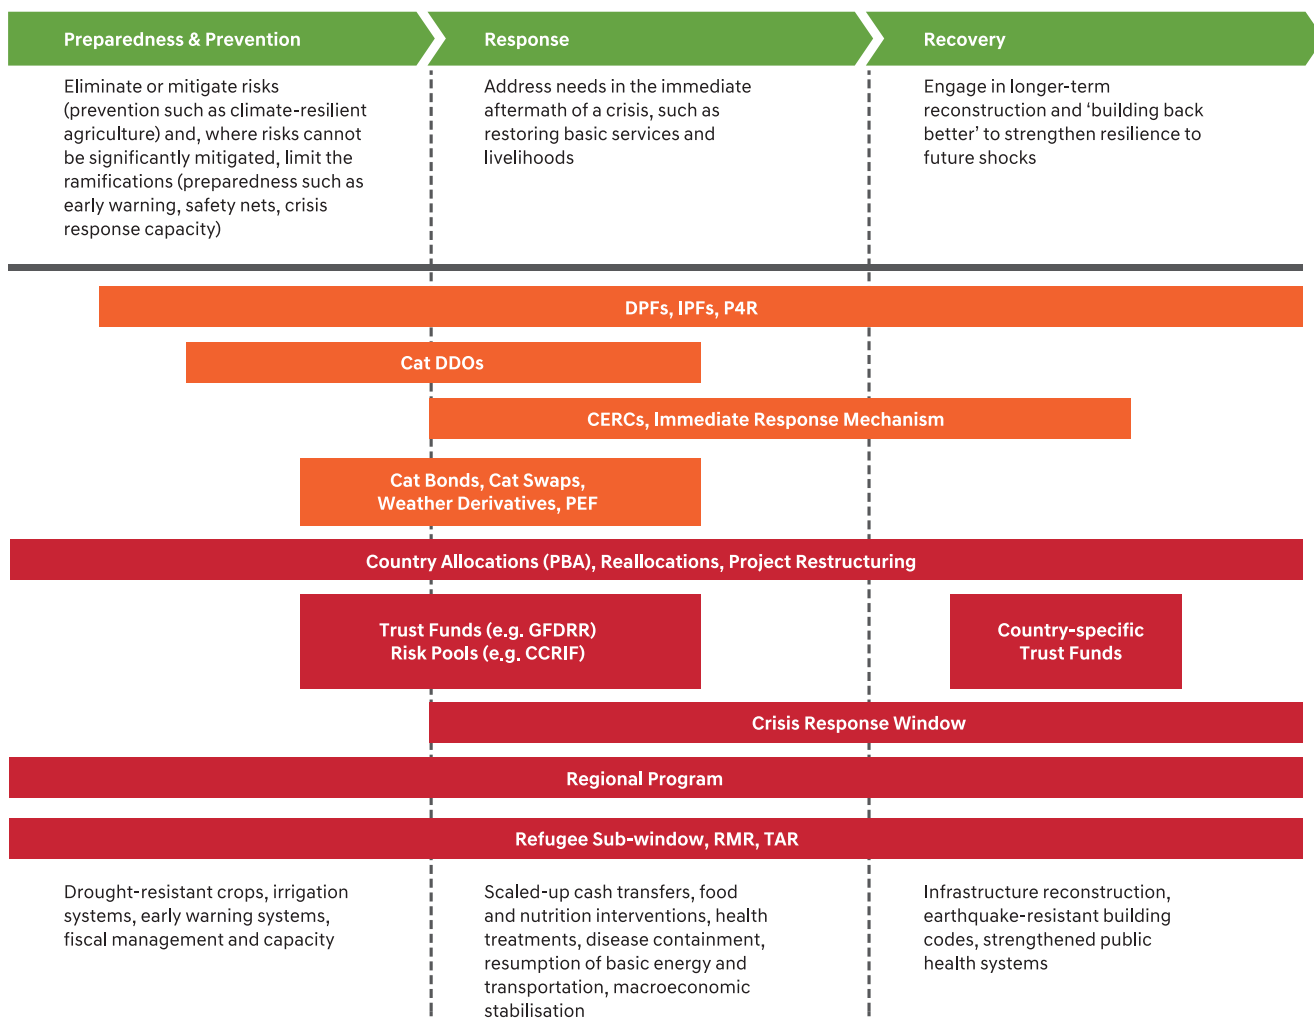 Preparedness & Prevention
Response
Recovery
Eliminate or mitigate risks
(prevention such as climate-resilient
agriculture) and, where risks cannot
be significantly mitigated, limit the
ramifications (preparedness such as
early warning, safety nets, crisis
response capacity)
Address needs in the immediate
aftermath of a crisis, such as
restoring basic services and
livelihoods
Engage in longer-term
reconstruction and ‘building back
better’ to strengthen resilience to
future shocks
DPFs, IPFs, P4R
Cat DDOs
CERCs, Immediate Response Mechanism
Cat Bonds, Cat Swaps,
Weather Derivatives, PEF
Country Allocations (PBA), Reallocations, Project Restructuring
Trust Funds (e.g. GFDRR)
Risk Pools (e.g. CCRIF)
Country-specific
Trust Funds
Crisis Response Window
Regional Program
Refugee Sub-window, RMR, TAR
Drought-resistant crops, irrigation
systems, early warning systems,
fiscal management and capacity
Scaled-up cash transfers, food
and nutrition interventions, health
treatments, disease containment,
resumption of basic energy and
transportation, macroeconomic
stabilisation
Infrastructure reconstruction,
earthquake-resistant building
codes, strengthened public
health systems